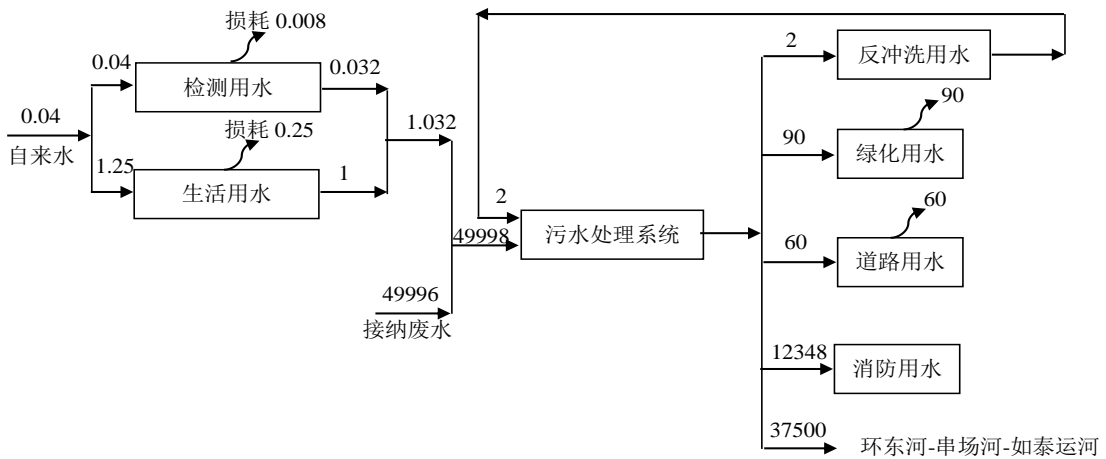 损耗 0.008
0.04
检测用水
0.032
0.04
自来水
损耗 0.25
1.25
生活用水
1
1.032
2
49998
污水处理系统
49996
接纳废水
2
反冲洗用水
90
90
绿化用水
60
60
道路用水
12348
消防用水
37500
环东河-串场河-如泰运河